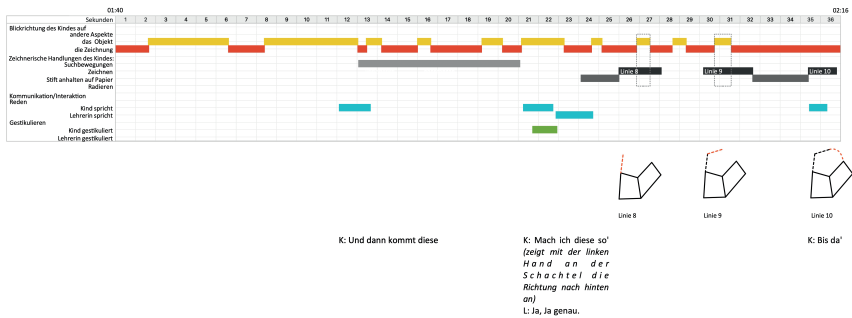 01:40 02:16
Sekunden 1 2 3 4 5 6 7 8 9 10 11 12 13 14 15 16 17 18 19 20 21 22 23 24 25 26 27 28 29 30 31 32 33 34 35 36
Blickrichtung des Kindes auf
andere Aspekte
das Objekt
die Zeichnung
Zeichnerische Handlungen des Kindes:
Suchbewegungen
Zeichnen Linie 8 Linie 9 Linie 10
Stift anhalten auf Papier
Radieren
Kommunikation/Interaktion
Reden
Kind spricht
Lehrerin spricht
Gestikulieren
Kind gestikuliert
Lehrerin gestikuliert
Linie 8 Linie 9 Linie 10
K: Und dann kommt diese
K: Mach ich diese so'
(zeigt mit der linken
Hand an der
Schachtel die
Richtung nach hinten
an)
L: Ja, Ja genau.
K: Bis da'